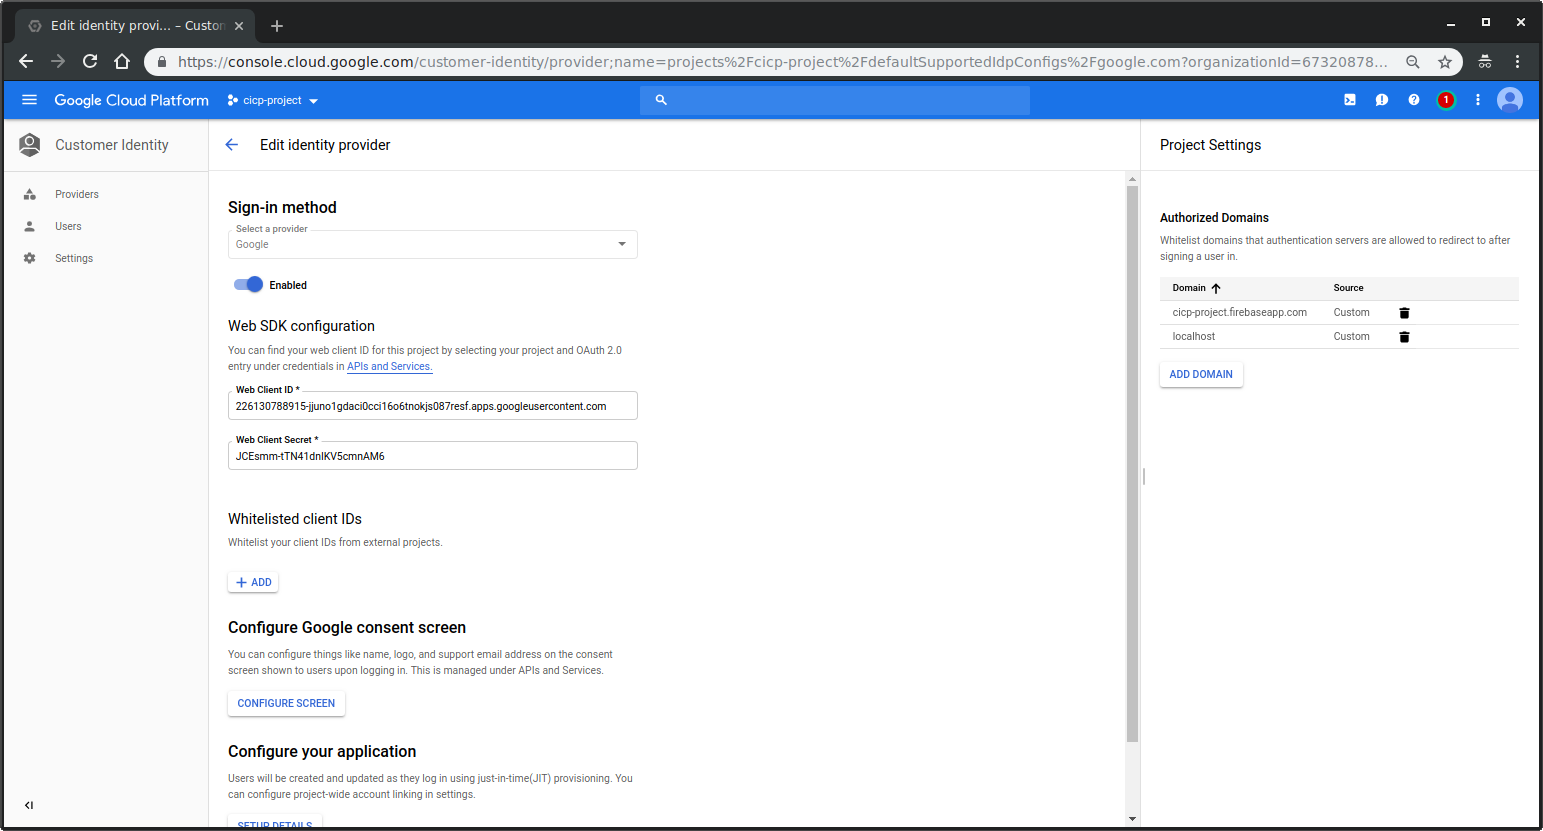 Edit identity provi... – Custon
https://console.cloud.google.com/customer-identity/provider;name=projects%2Fcicp-project%2FdefaultSupportedIdpConfigs%2Fgoogle.com?organizationId=67320878...
Google Cloud Platform
cicp-project
1
Customer Identity
Providers
Users
Settings
Edit identity provider
Sign-in method
Select a provider
Google
Enabled
Web SDK configuration
You can find your web client ID for this project by selecting your project and OAuth 2.0
entry under credentials in APIs and Services.
Web Client ID *
226130788915-jjuno1gdaci0cci16o6tnokjs087resf.apps.googleusercontent.com
Web Client Secret *
JCEsmm-tTN41dnIKV5cmnAM6
Whitelisted client IDs
Whitelist your client IDs from external projects.
ADD
Configure Google consent screen
You can configure things like name, logo, and support email address on the consent
screen shown to users upon logging in. This is managed under APIs and Services.
CONFIGURE SCREEN
Configure your application
Users will be created and updated as they log in using just-in-time(JIT) provisioning. You
can configure project-wide account linking in settings.
SETUP DETAILS
Project Settings
Authorized Domains
Whitelist domains that authentication servers are allowed to redirect to after
signing a user in.
Domain Source
cicp-project.firebaseapp.com Custom
localhost Custom
ADD DOMAIN